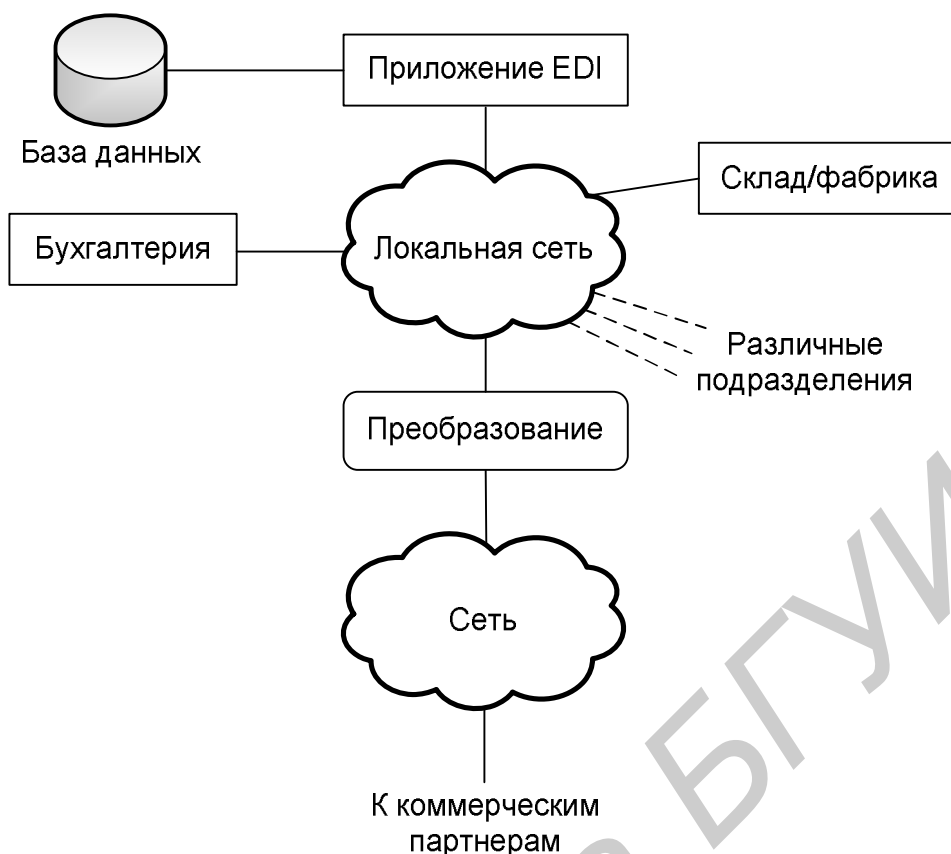 Приложение EDI
База данных
Склад/фабрика
Бухгалтерия
Локальная сеть
Различные
подразделения
Преобразование
Сеть
К коммерческим
партнерам